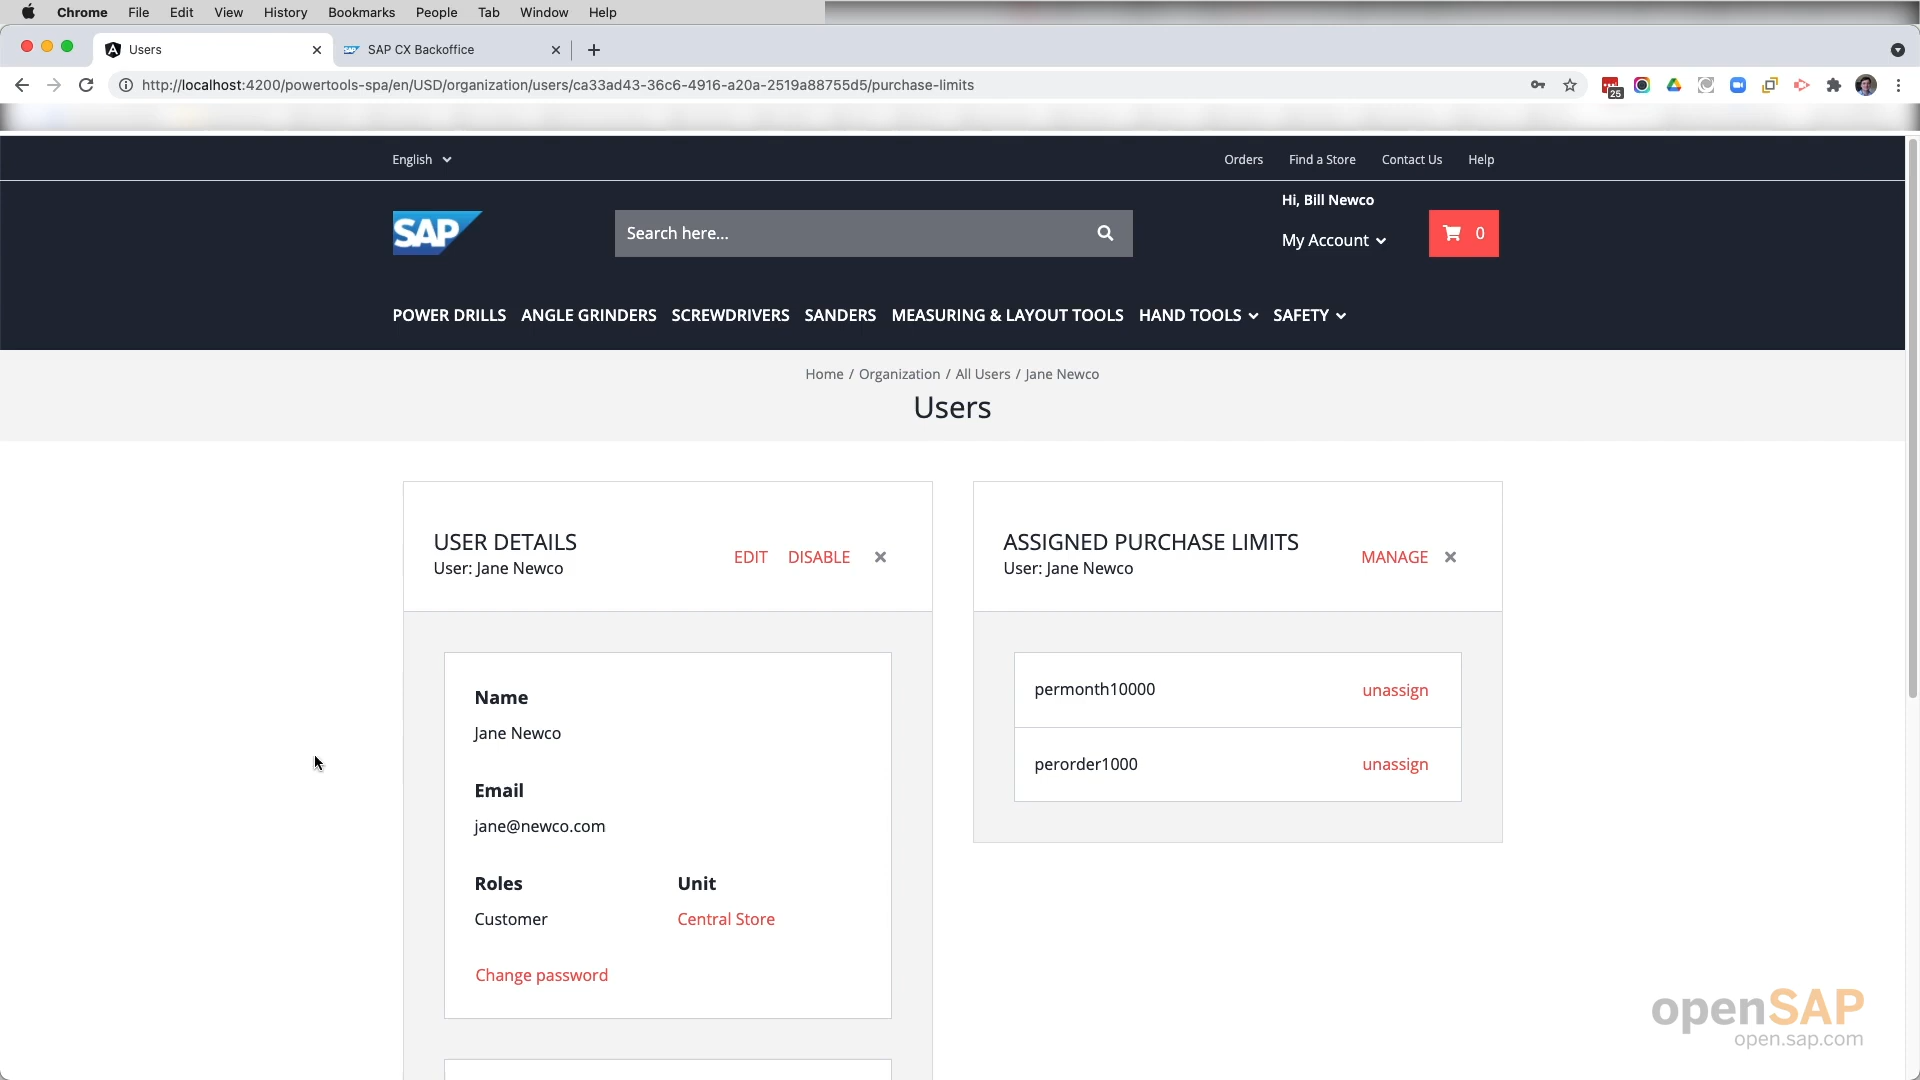 Chrome File Edit View History Bookmarks People Tab Window Help
Users
SAP CX Backoffice
http://localhost:4200/powertools-spa/en/USD/organization/users/ca33ad43-36c6-4916-a20a-2519a88755d5/purchase-limits
25
English
Orders Find a Store Contact Us Help
Hi, Bill Newco
SAP
Search here...
My Account
0
POWER DRILLS ANGLE GRINDERS SCREWDRIVERS SANDERS MEASURING & LAYOUT TOOLS HAND TOOLS SAFETY
Home / Organization / All Users / Jane Newco
Users
USER DETAILS
User: Jane Newco
EDIT DISABLE
Name
Jane Newco
Email
jane@newco.com
Roles Unit
Customer Central Store
Change password
ASSIGNED PURCHASE LIMITS
User: Jane Newco
MANAGE
permonth10000 unassign
perorder1000 unassign
openSAP
open.sap.com